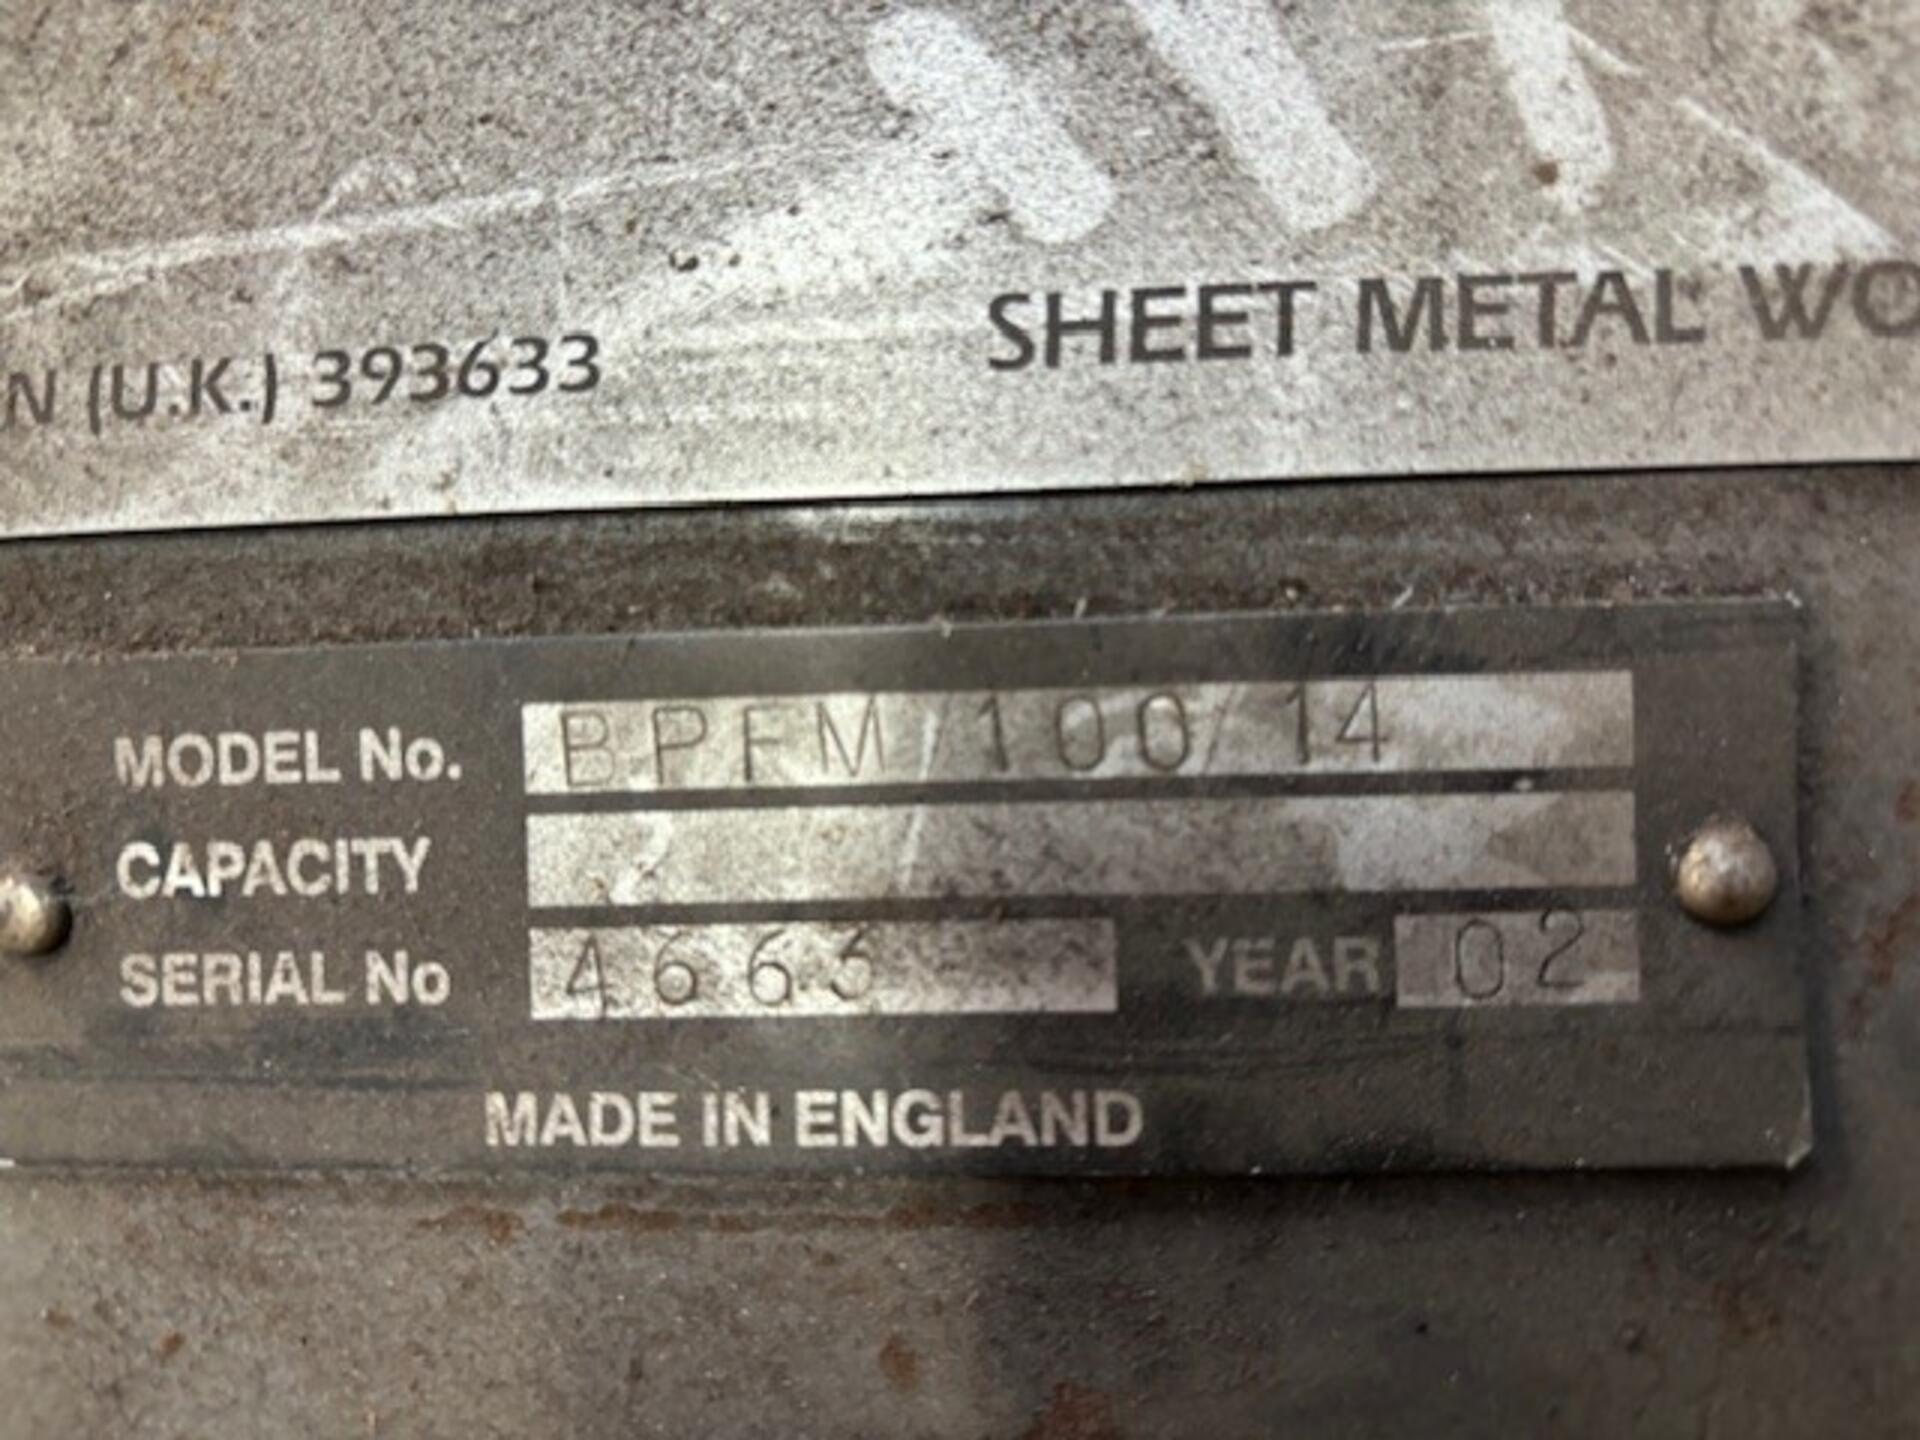 N (U.K.) 393633
SHEET METAL WO
MODEL No. BPFM/100/14
CAPACITY
SERIAL No 4663 YEAR 02
MADE IN ENGLAND